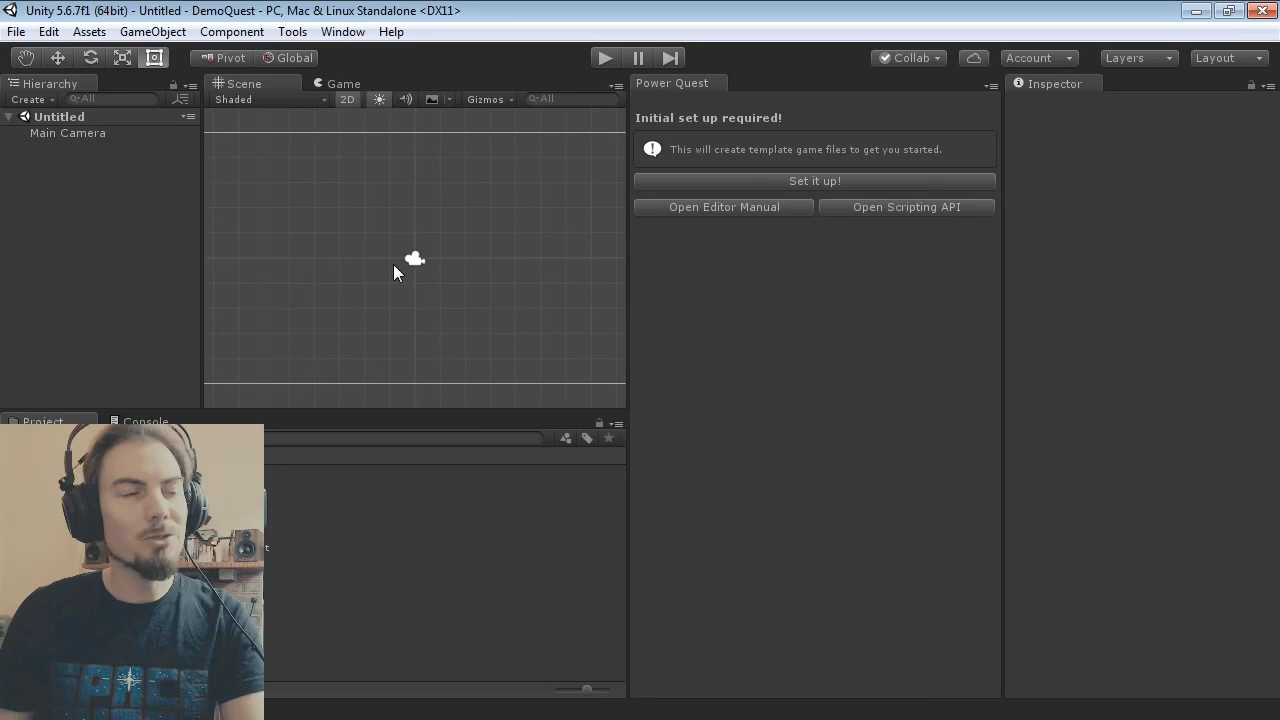 Unity 5.6.7f1 (64bit) - Untitled - DemoQuest - PC, Mac & Linux Standalone <DX11>
File Edit Assets GameObject Component Tools Window Help
Pivot Global Collab Account Layers Layout
Hierarchy
Create All
Untitled
Main Camera
Scene Game
Shaded 2D Gizmos All
Power Quest
Initial set up required!
This will create template game files to get you started.
Set it up!
Open Editor Manual Open Scripting API
Inspector
Project Console
t
SPACE